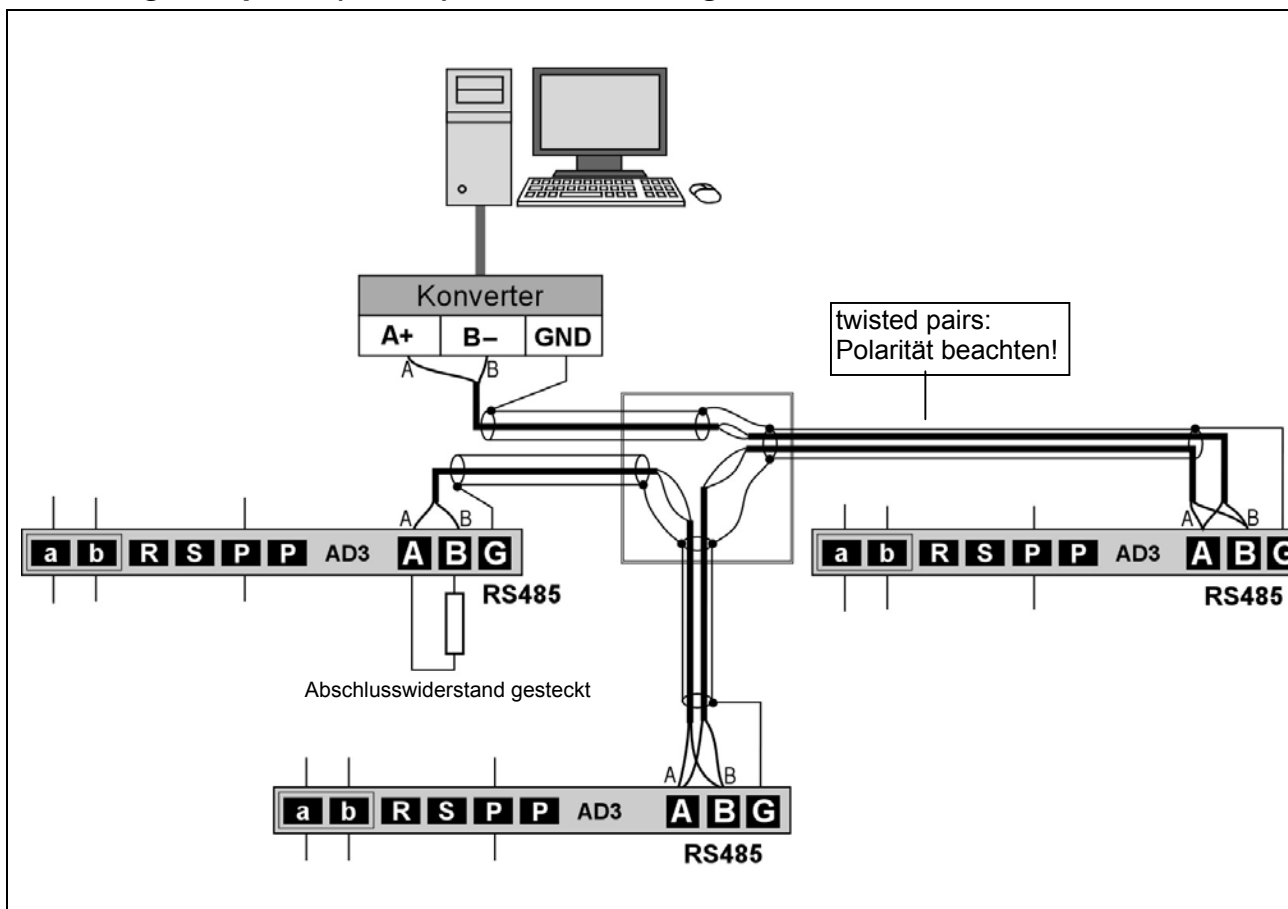 Konverter
A+ B– GND
A B
twisted pairs:
Polarität beachten!
A B
a b R S P P AD3 A B G
RS485
Abschlusswiderstand gesteckt
A B
a b R S P P AD3 A B G
RS485
A B
a b R S P P AD3 A B G
RS485